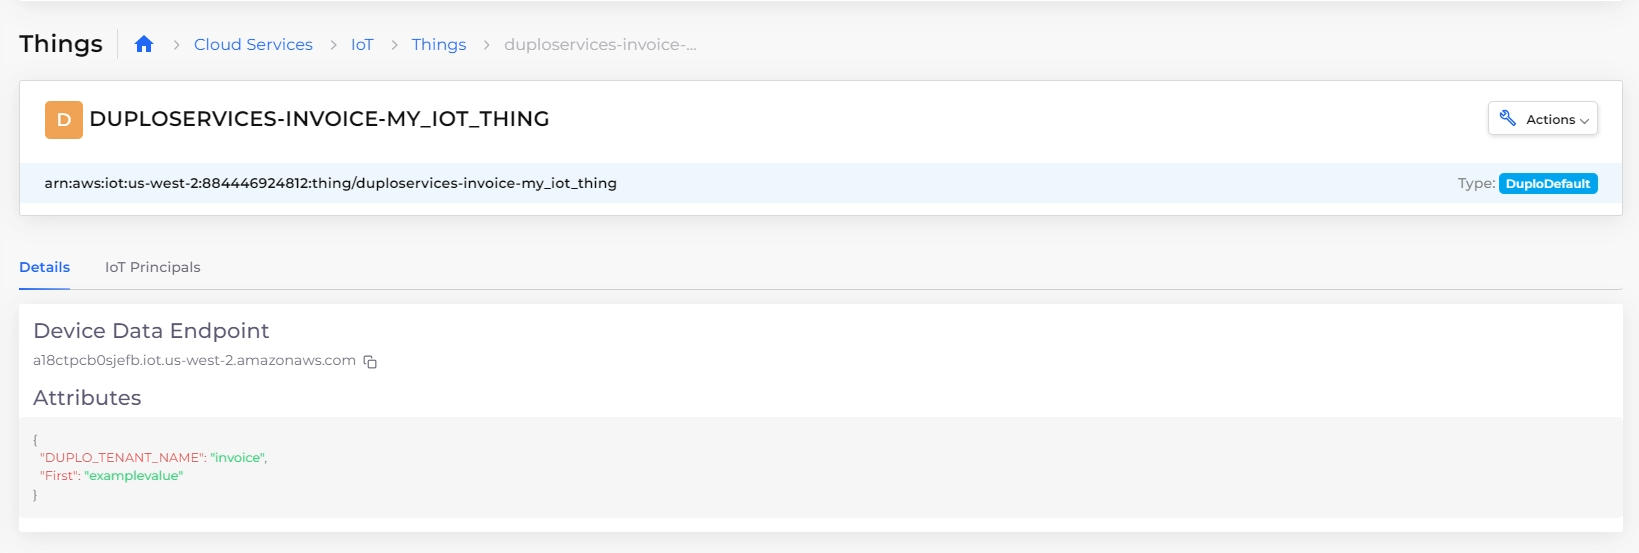 Things Cloud Services IoT Things duploservices-invoice-...
D DUPLOSERVICES-INVOICE-MY_IOT_THING Actions
arn:aws:iot:us-west-2:884446924812:thing/duploservices-invoice-my_iot_thing Type: DuploDefault
Details IoT Principals
Device Data Endpoint
a18ctpcb0sjefb.iot.us-west-2.amazonaws.com
Attributes
{
"DUPLO_TENANT_NAME": "invoice",
"First": "examplevalue"
}